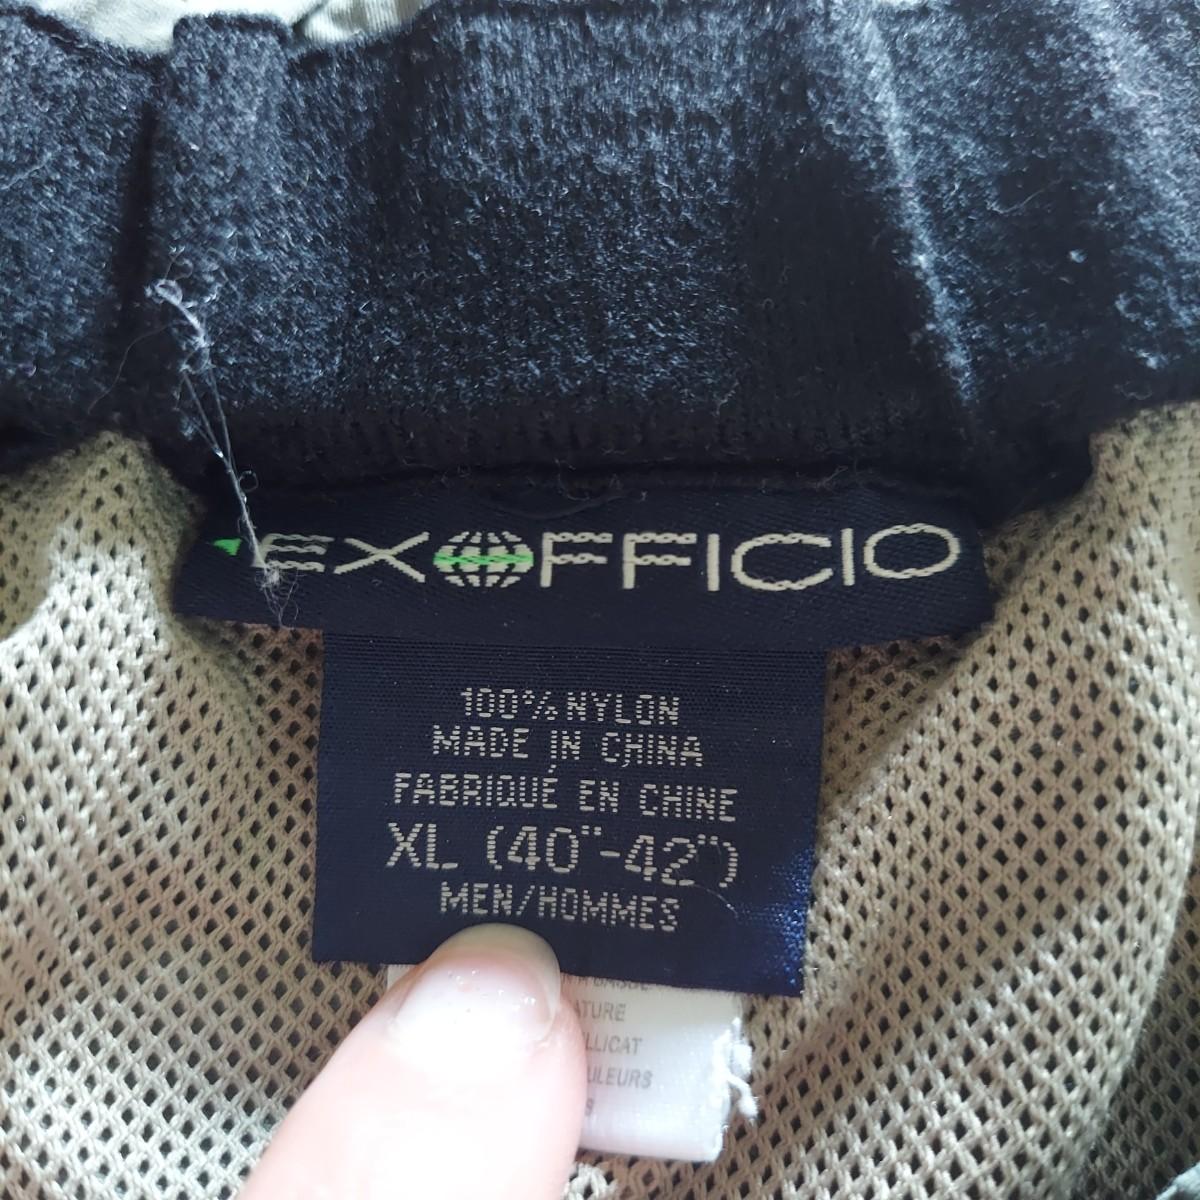 EXOFFICIO
100% NYLON
MADE IN CHINA
FABRIQUÉ EN CHINE
XL (40"-42")
MEN/HOMMES